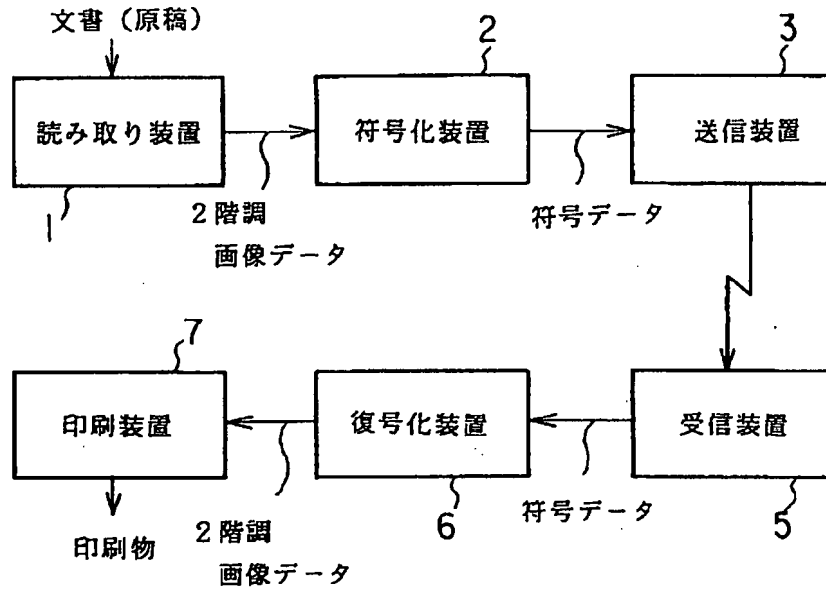 文書（原稿）
2
3
読み取り装置
符号化装置
送信装置
1
2階調
画像データ
符号データ
7
印刷装置
復号化装置
受信装置
印刷物
2階調
画像データ
6
符号データ
5